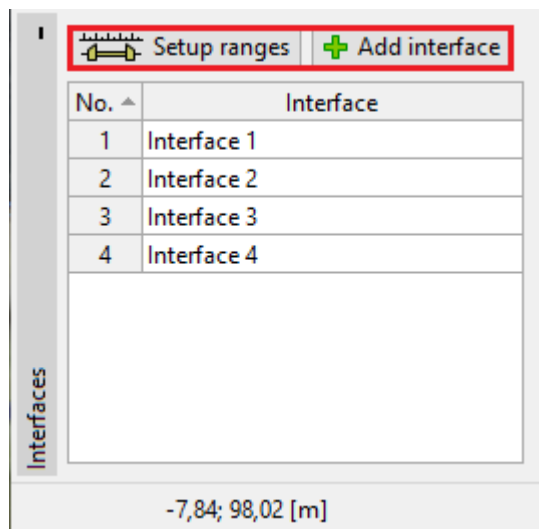 Setup ranges Add interface
No. Interface
1 Interface 1
2 Interface 2
3 Interface 3
4 Interface 4
Interfaces
-7,84; 98,02 [m]